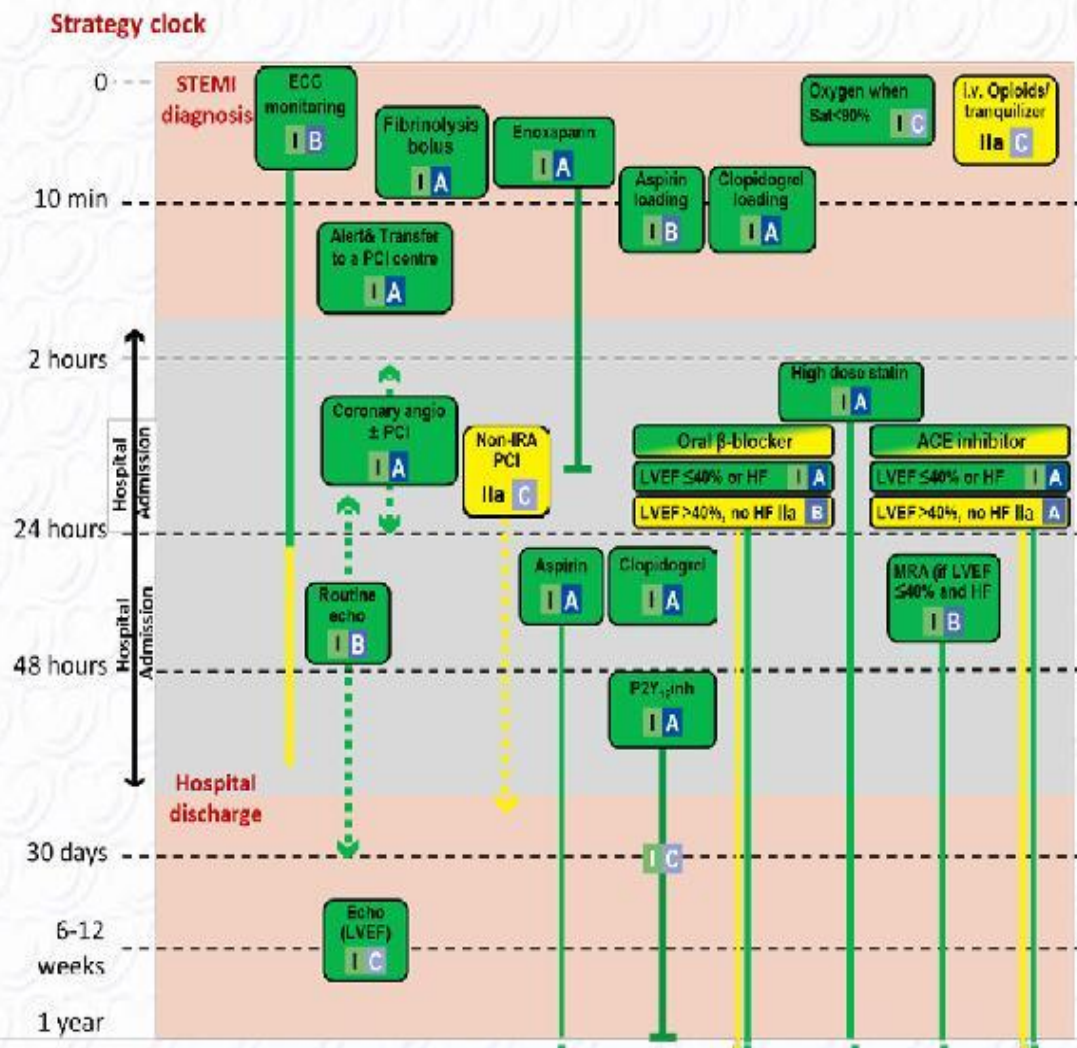 Strategy clock
0
STEMI
diagnosis
ECG
monitoring
I B
Fibrinolysis
bolus
I A
Enoxaparin
I A
Oxygen when
Sat<90% I C
I.v. Opioids/
tranquilizer
IIa C
10 min
Aspirin
loading
I B
Clopidogrel
loading
I A
Alert& Transfer
to a PCI centre
I A
2 hours
High dose statin
I A
Coronary angio
± PCI
I A
Non-IRA
PCI
IIa C
Oral β-blocker
LVEF ≤40% or HF I A
LVEF >40%, no HF IIa B
ACE inhibitor
LVEF ≤40% or HF I A
LVEF >40%, no HF IIa A
Hospital
Admission
24 hours
Aspirin
I A
Clopidogrel
I A
MRA (if LVEF
≤40% and HF
I B
Routine
echo
I B
Hospital
Admission
48 hours
P2Y₁₂inh
I A
Hospital
discharge
30 days
I C
Echo
(LVEF)
I C
6-12
weeks
1 year